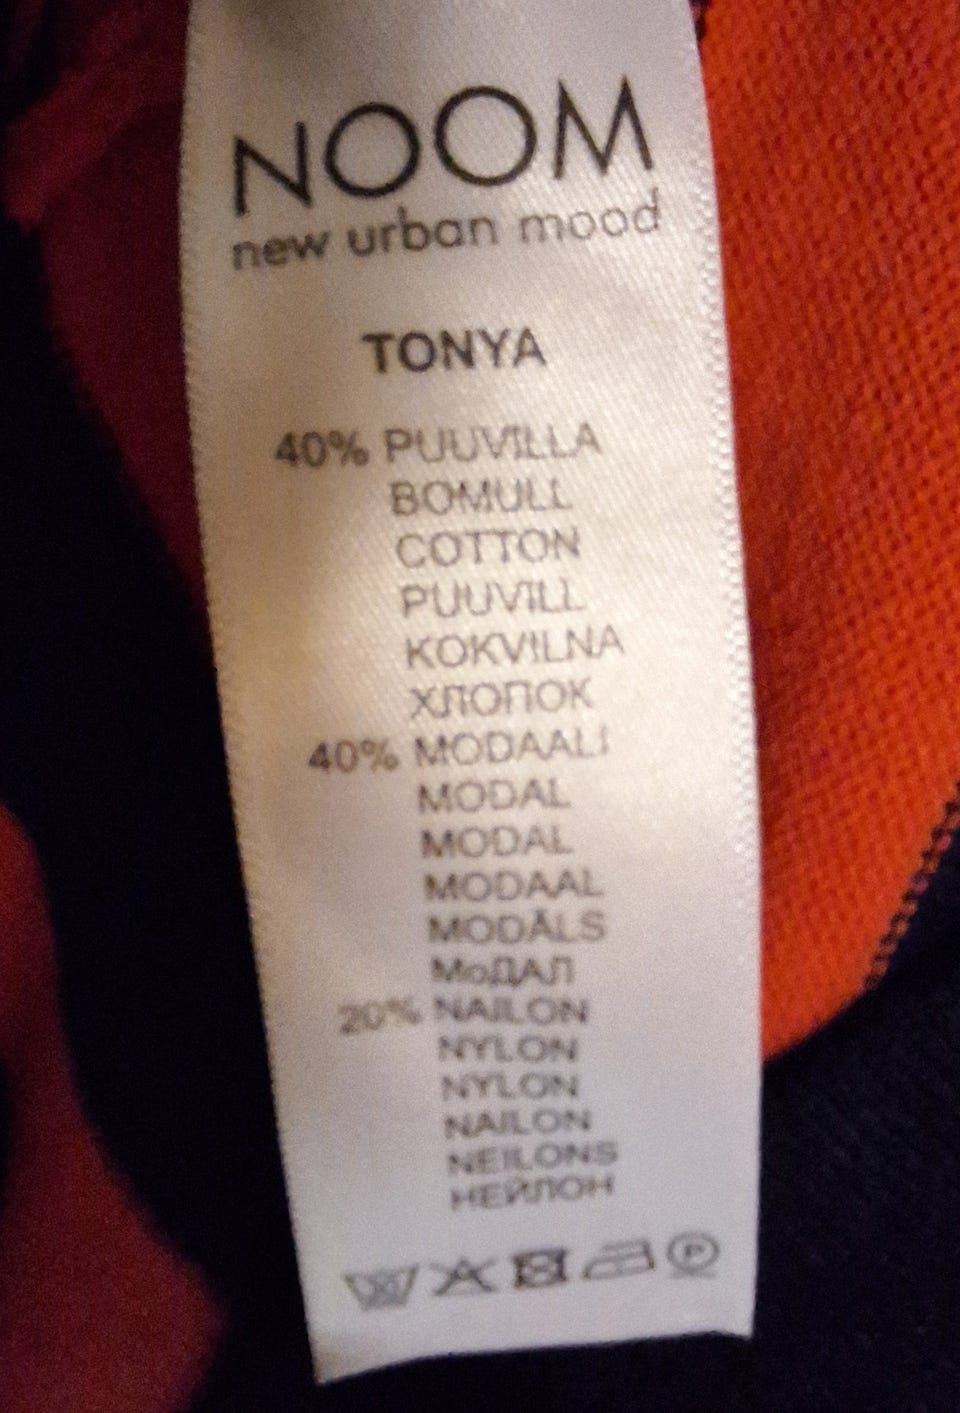 NOOM
new urban mood
TONYA
40% PUUVILLA
BOMULL
COTTON
PUUVILL
KOKVILNA
ХЛОПОК
40% MODAALI
MODAL
MODAL
MODAAL
MODĀLS
МоДАЛ
20% NAILON
NYLON
NYLON
NAILON
NEILONS
НЕЙЛОН
P